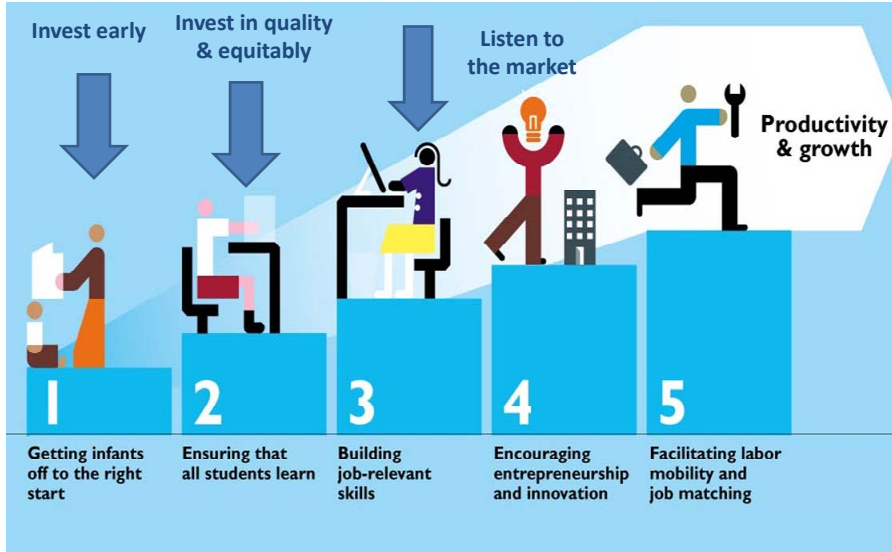 Invest early
Invest in quality
& equitably
Listen to
the market
Productivity
& growth
1
2
3
4
5
Getting infants
off to the right
start
Ensuring that
all students learn
Building
job-relevant
skills
Encouraging
entrepreneurship
and innovation
Facilitating labor
mobility and
job matching